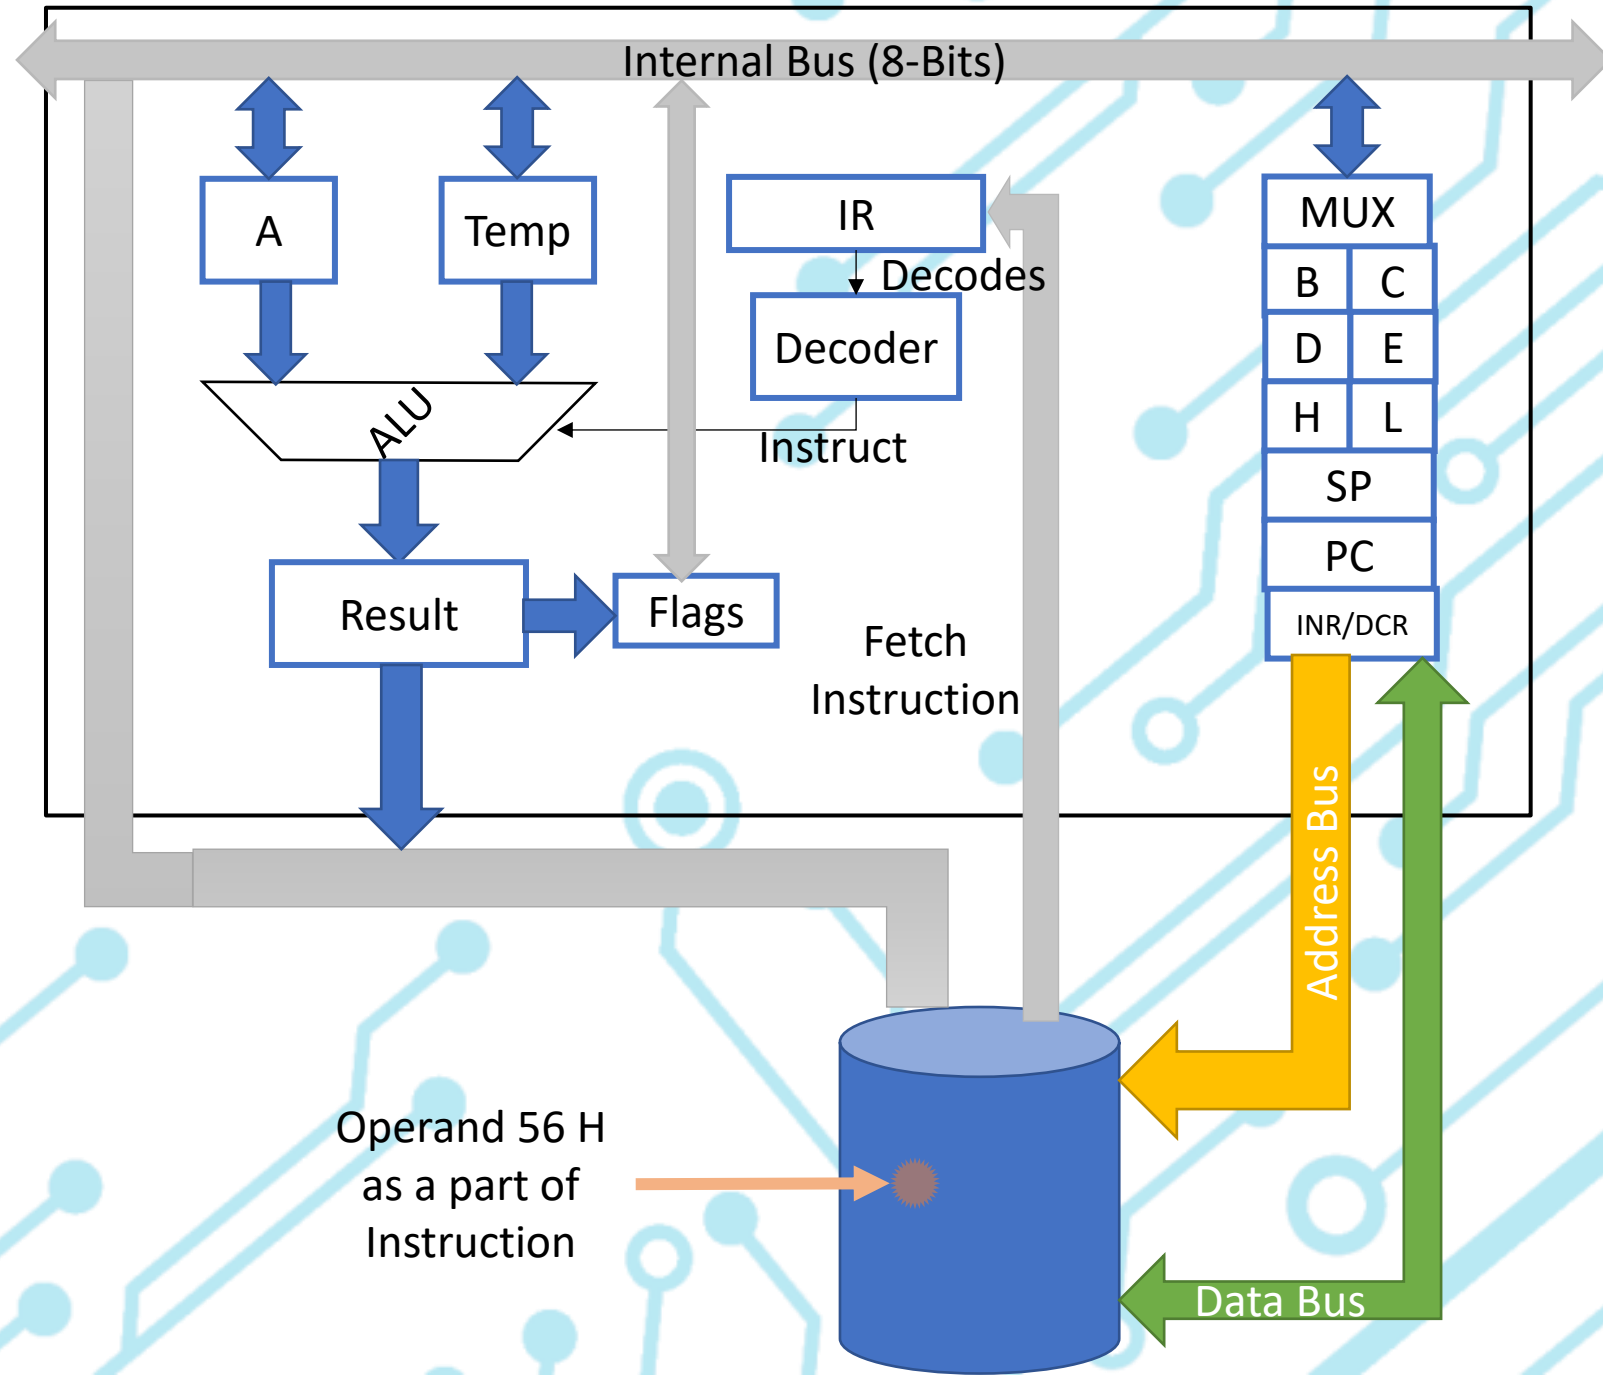 Internal Bus (8-Bits)
A
Temp
IR
MUX
Decodes
B
C
Decoder
D
E
ALU
H
L
Instruct
SP
PC
Result
Flags
INR/DCR
Fetch
Instruction
Address Bus
Operand 56 H
as a part of
Instruction
Data Bus